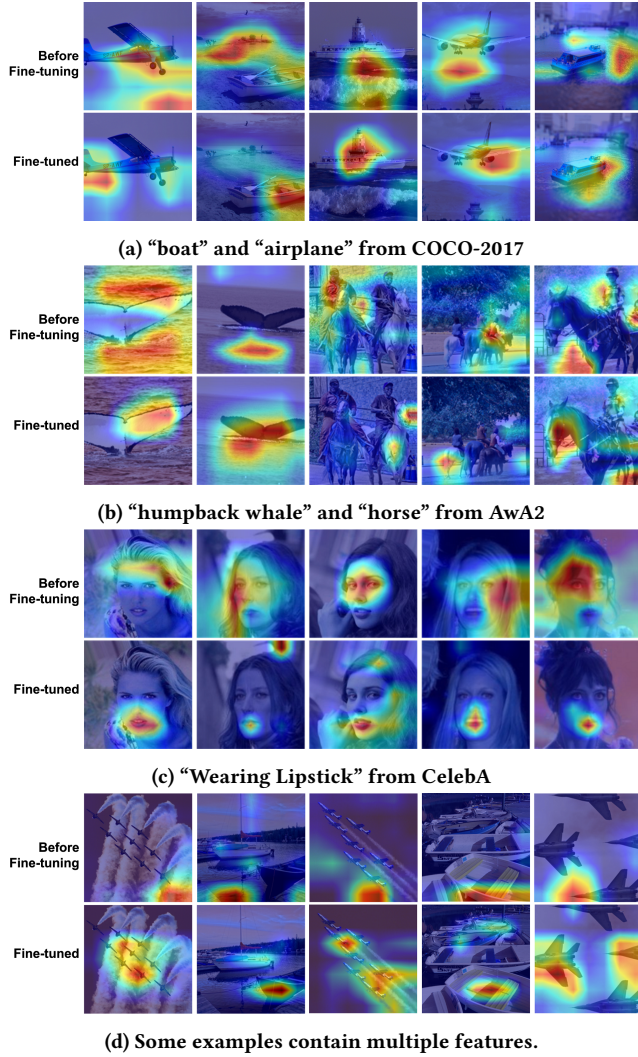 Before
Fine-tuning
Fine-tuned
(a) “boat” and “airplane” from COCO-2017
Before
Fine-tuning
Fine-tuned
(b) “humpback whale” and “horse” from AwA2
Before
Fine-tuning
Fine-tuned
(c) “Wearing Lipstick” from CelebA
Before
Fine-tuning
Fine-tuned
(d) Some examples contain multiple features.